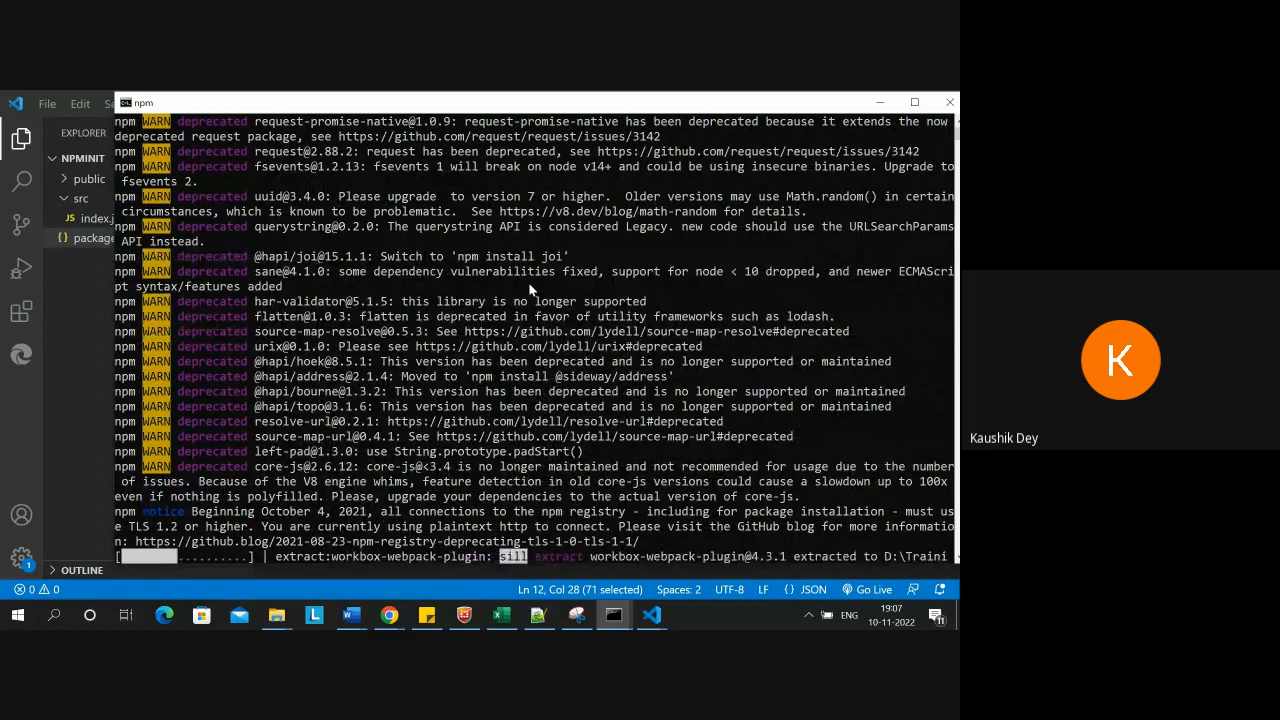 File Edit Se
npm
EXPLORER
NPMINIT
public
src
JS index.j
{} package
npm WARN deprecated request-promise-native@1.0.9: request-promise-native has been deprecated because it extends the now
deprecated request package, see https://github.com/request/request/issues/3142
npm WARN deprecated request@2.88.2: request has been deprecated, see https://github.com/request/request/issues/3142
npm WARN deprecated fsevents@1.2.13: fsevents 1 will break on node v14+ and could be using insecure binaries. Upgrade to
fsevents 2.
npm WARN deprecated uuid@3.4.0: Please upgrade  to version 7 or higher.  Older versions may use Math.random() in certain
circumstances, which is known to be problematic.  See https://v8.dev/blog/math-random for details.
npm WARN deprecated querystring@0.2.0: The querystring API is considered Legacy. new code should use the URLSearchParams
API instead.
npm WARN deprecated @hapi/joi@15.1.1: Switch to 'npm install joi'
npm WARN deprecated sane@4.1.0: some dependency vulnerabilities fixed, support for node < 10 dropped, and newer ECMAScri
pt syntax/features added
npm WARN deprecated har-validator@5.1.5: this library is no longer supported
npm WARN deprecated flatten@1.0.3: flatten is deprecated in favor of utility frameworks such as lodash.
npm WARN deprecated source-map-resolve@0.5.3: See https://github.com/lydell/source-map-resolve#deprecated
npm WARN deprecated urix@0.1.0: Please see https://github.com/lydell/urix#deprecated
npm WARN deprecated @hapi/hoek@8.5.1: This version has been deprecated and is no longer supported or maintained
npm WARN deprecated @hapi/address@2.1.4: Moved to 'npm install @sideway/address'
npm WARN deprecated @hapi/bourne@1.3.2: This version has been deprecated and is no longer supported or maintained
npm WARN deprecated @hapi/topo@3.1.6: This version has been deprecated and is no longer supported or maintained
npm WARN deprecated resolve-url@0.2.1: https://github.com/lydell/resolve-url#deprecated
npm WARN deprecated source-map-url@0.4.1: See https://github.com/lydell/source-map-url#deprecated
npm WARN deprecated left-pad@1.3.0: use String.prototype.padStart()
npm WARN deprecated core-js@2.6.12: core-js@<3.4 is no longer maintained and not recommended for usage due to the number
of issues. Because of the V8 engine whims, feature detection in old core-js versions could cause a slowdown up to 100x
even if nothing is polyfilled. Please, upgrade your dependencies to the actual version of core-js.
npm notice Beginning October 4, 2021, all connections to the npm registry - including for package installation - must us
e TLS 1.2 or higher. You are currently using plaintext http to connect. Please visit the GitHub blog for more informatio
n: https://github.blog/2021-08-23-npm-registry-deprecating-tls-1-0-tls-1-1/
[ ..........] | extract:workbox-webpack-plugin: sill extract workbox-webpack-plugin@4.3.1 extracted to D:\Traini
OUTLINE
1
0 0 Ln 12, Col 28 (71 selected) Spaces: 2 UTF-8 LF {} JSON Go Live
L ENG 19:07
10-11-2022 11
K
Kaushik Dey